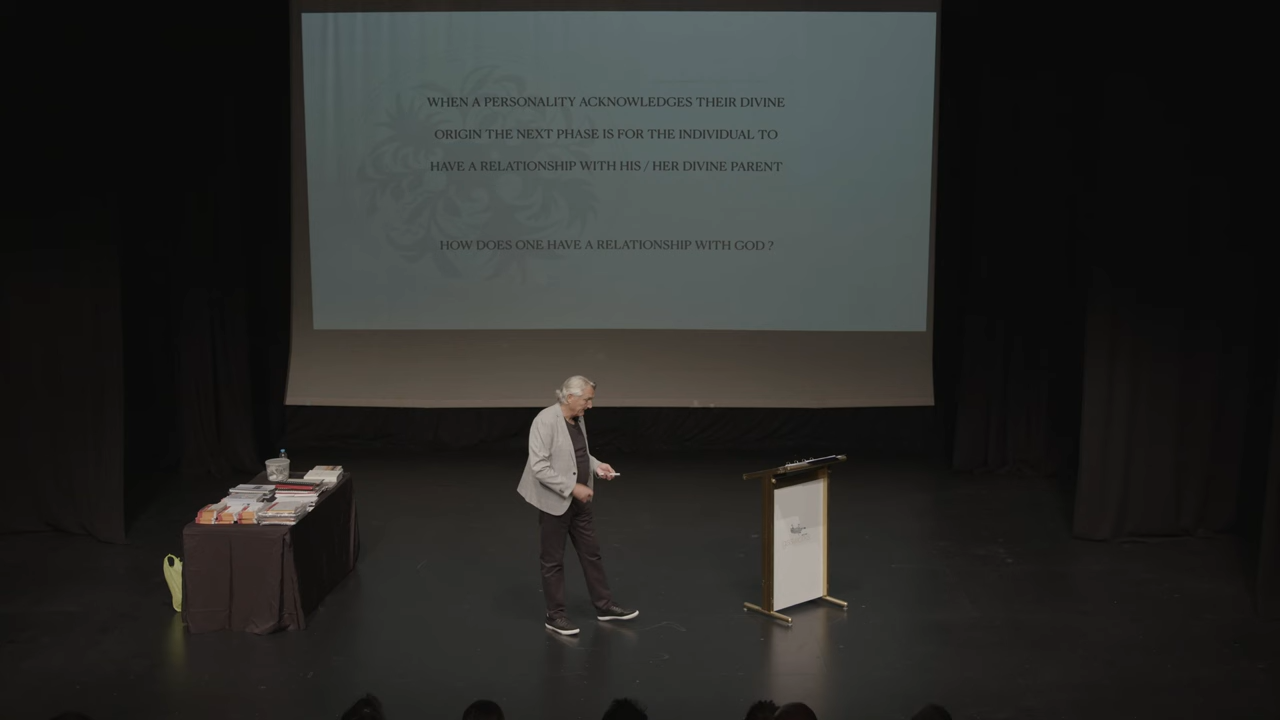 WHEN A PERSONALITY ACKNOWLEDGES THEIR DIVINE
ORIGIN THE NEXT PHASE IS FOR THE INDIVIDUAL TO
HAVE A RELATIONSHIP WITH HIS / HER DIVINE PARENT
HOW DOES ONE HAVE A RELATIONSHIP WITH GOD ?